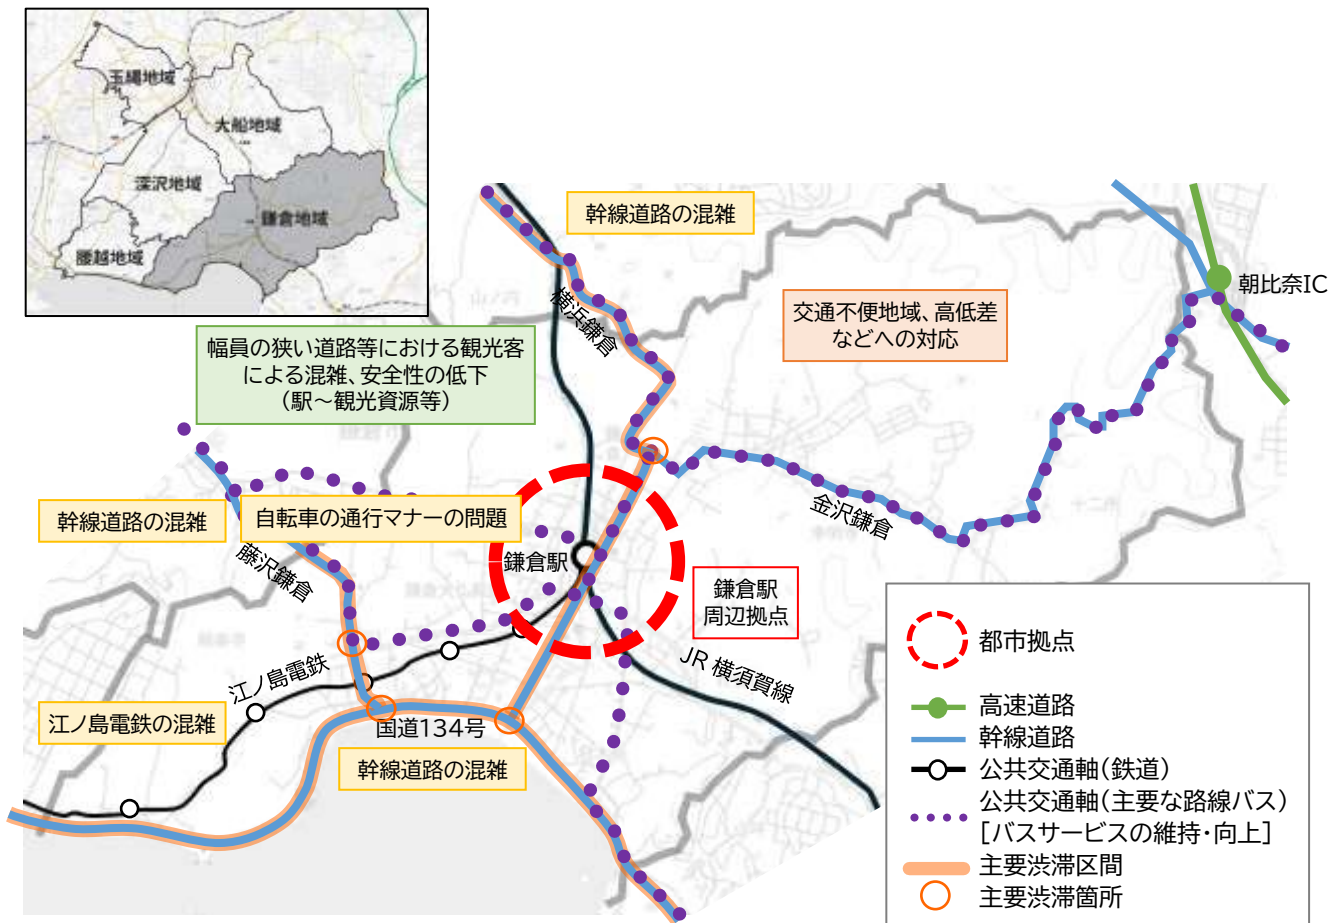 玉縄地域
大船地域
深沢地域
鎌倉地域
腰越地域
幹線道路の混雑
朝比奈IC
横浜鎌倉
交通不便地域、高低差
などへの対応
幅員の狭い道路等における観光客
による混雑、安全性の低下
(駅～観光資源等)
幹線道路の混雑
自転車の通行マナーの問題
金沢鎌倉
藤沢鎌倉
鎌倉駅
鎌倉駅
周辺拠点
JR 横須賀線
江ノ島電鉄
江ノ島電鉄の混雑
国道134号
幹線道路の混雑
都市拠点
高速道路
幹線道路
公共交通軸(鉄道)
公共交通軸(主要な路線バス)
[バスサービスの維持・向上]
主要渋滞区間
主要渋滞箇所